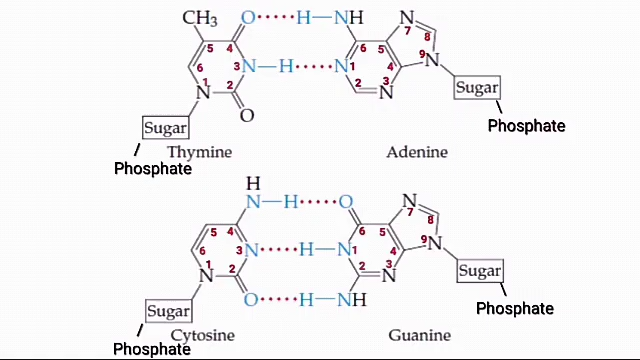 CH3 O H NH N
5 4 6 5 7 8
6 3 N H N 1 4 9 N
1 2 2 3
N N Sugar
O
Sugar Phosphate
Thymine Adenine
Phosphate
H
N H O N
5 4 6 5 7 8
6 3 N H N 1 4 9 N
1 2 2 3
N N Sugar
O H NH
Sugar Phosphate
Cytosine Guanine
Phosphate